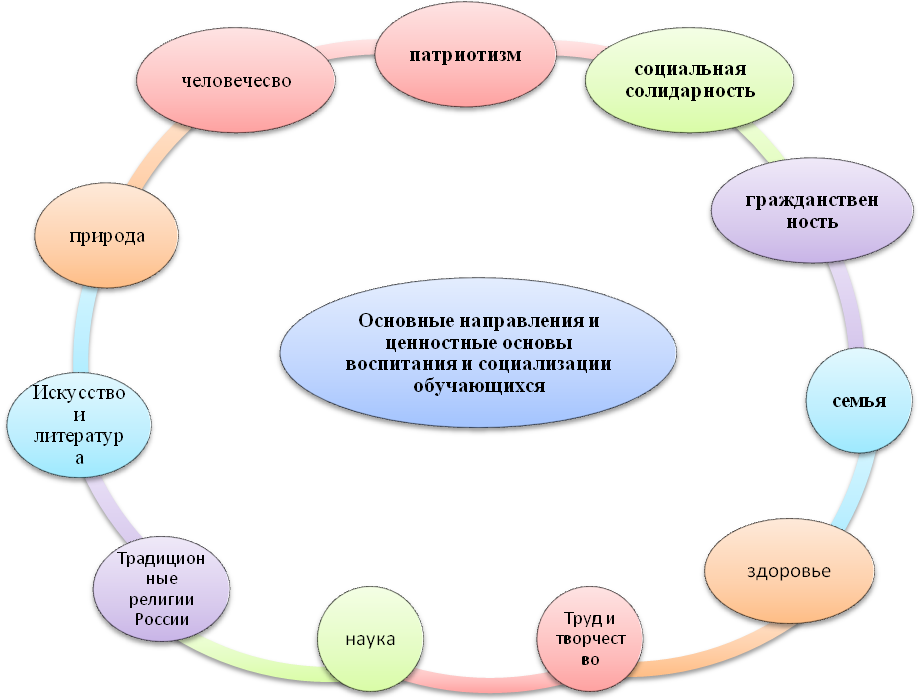 патриотизм
социальная
солидарность
гражданствен
ность
семья
здоровье
Труд и
творчест
во
наука
Традицион
ные
религии
России
Искусство
и
литератур
а
природа
человечесво
Основные направления и
ценностные основы
воспитания и социализации
обучающихся